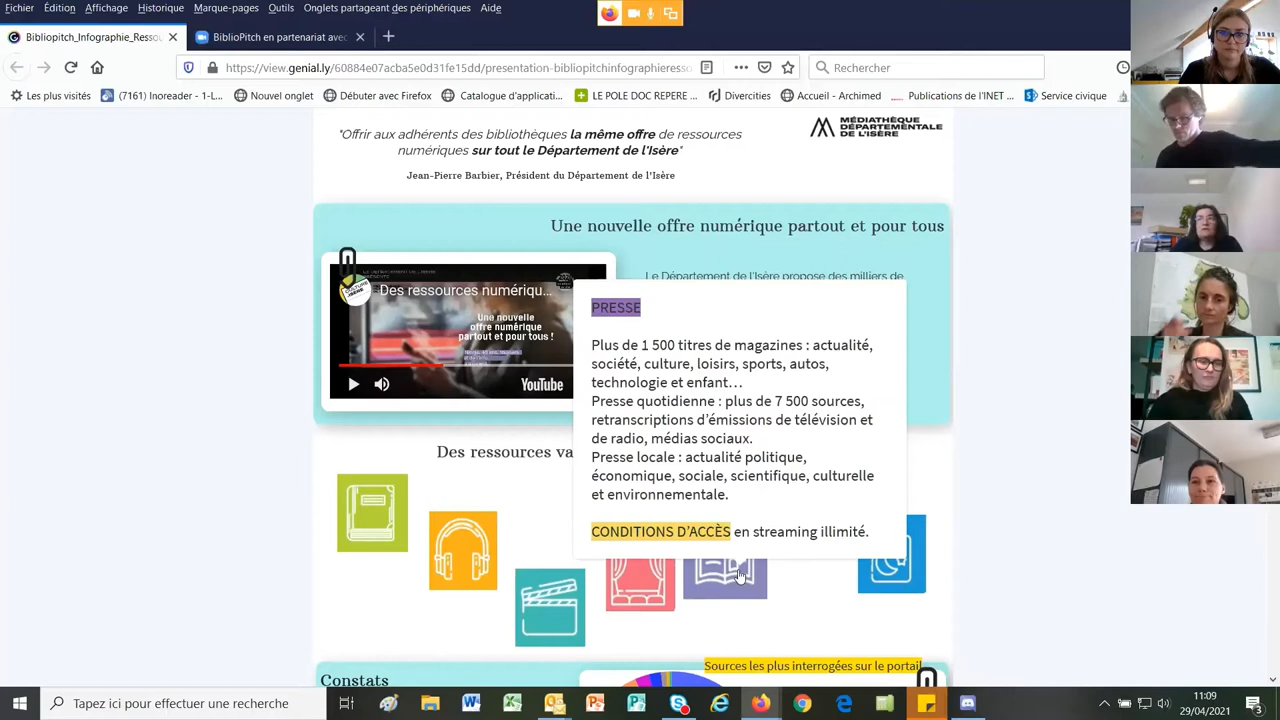 Fichier Édition Affichage Historique Marque-pages Outils Onglets partageant des périphériques Aide
Bibliopitch_Infographie_Ressou
BiblioPitch en partenariat avec
https://view.genial.ly/60884e07acba5e0d31fe15dd/presentation-bibliopitchinfographieresso
Rechercher
Les plus visités
(7161) Inoreader - 1-L...
Nouvel onglet
Débuter avec Firefox
Catalogue d'applicati...
LE POLE DOC REPERE ...
Divercities
Accueil - Archimed
Publications de l'INET ...
Service civique
"Offrir aux adhérents des bibliothèques la même offre de ressources
numériques sur tout le Département de l'Isère"
Jean-Pierre Barbier, Président du Département de l'Isère
MÉDIATHÈQUE
DÉPARTEMENTALE
DE L'ISÈRE
Une nouvelle offre numérique partout et pour tous
Le Département de l'Isère propose des milliers de
Des ressources numériqu...
Une nouvelle
offre numérique
partout et pour tous !
YouTube
PRESSE
Plus de 1 500 titres de magazines : actualité,
société, culture, loisirs, sports, autos,
technologie et enfant…
Presse quotidienne : plus de 7 500 sources,
retranscriptions d'émissions de télévision et
de radio, médias sociaux.
Presse locale : actualité politique,
économique, sociale, scientifique, culturelle
et environnementale.
CONDITIONS D'ACCÈS en streaming illimité.
Des ressources va
Sources les plus interrogées sur le portail
Constats
Tapez ici pour effectuer une recherche
11:09
29/04/2021
3